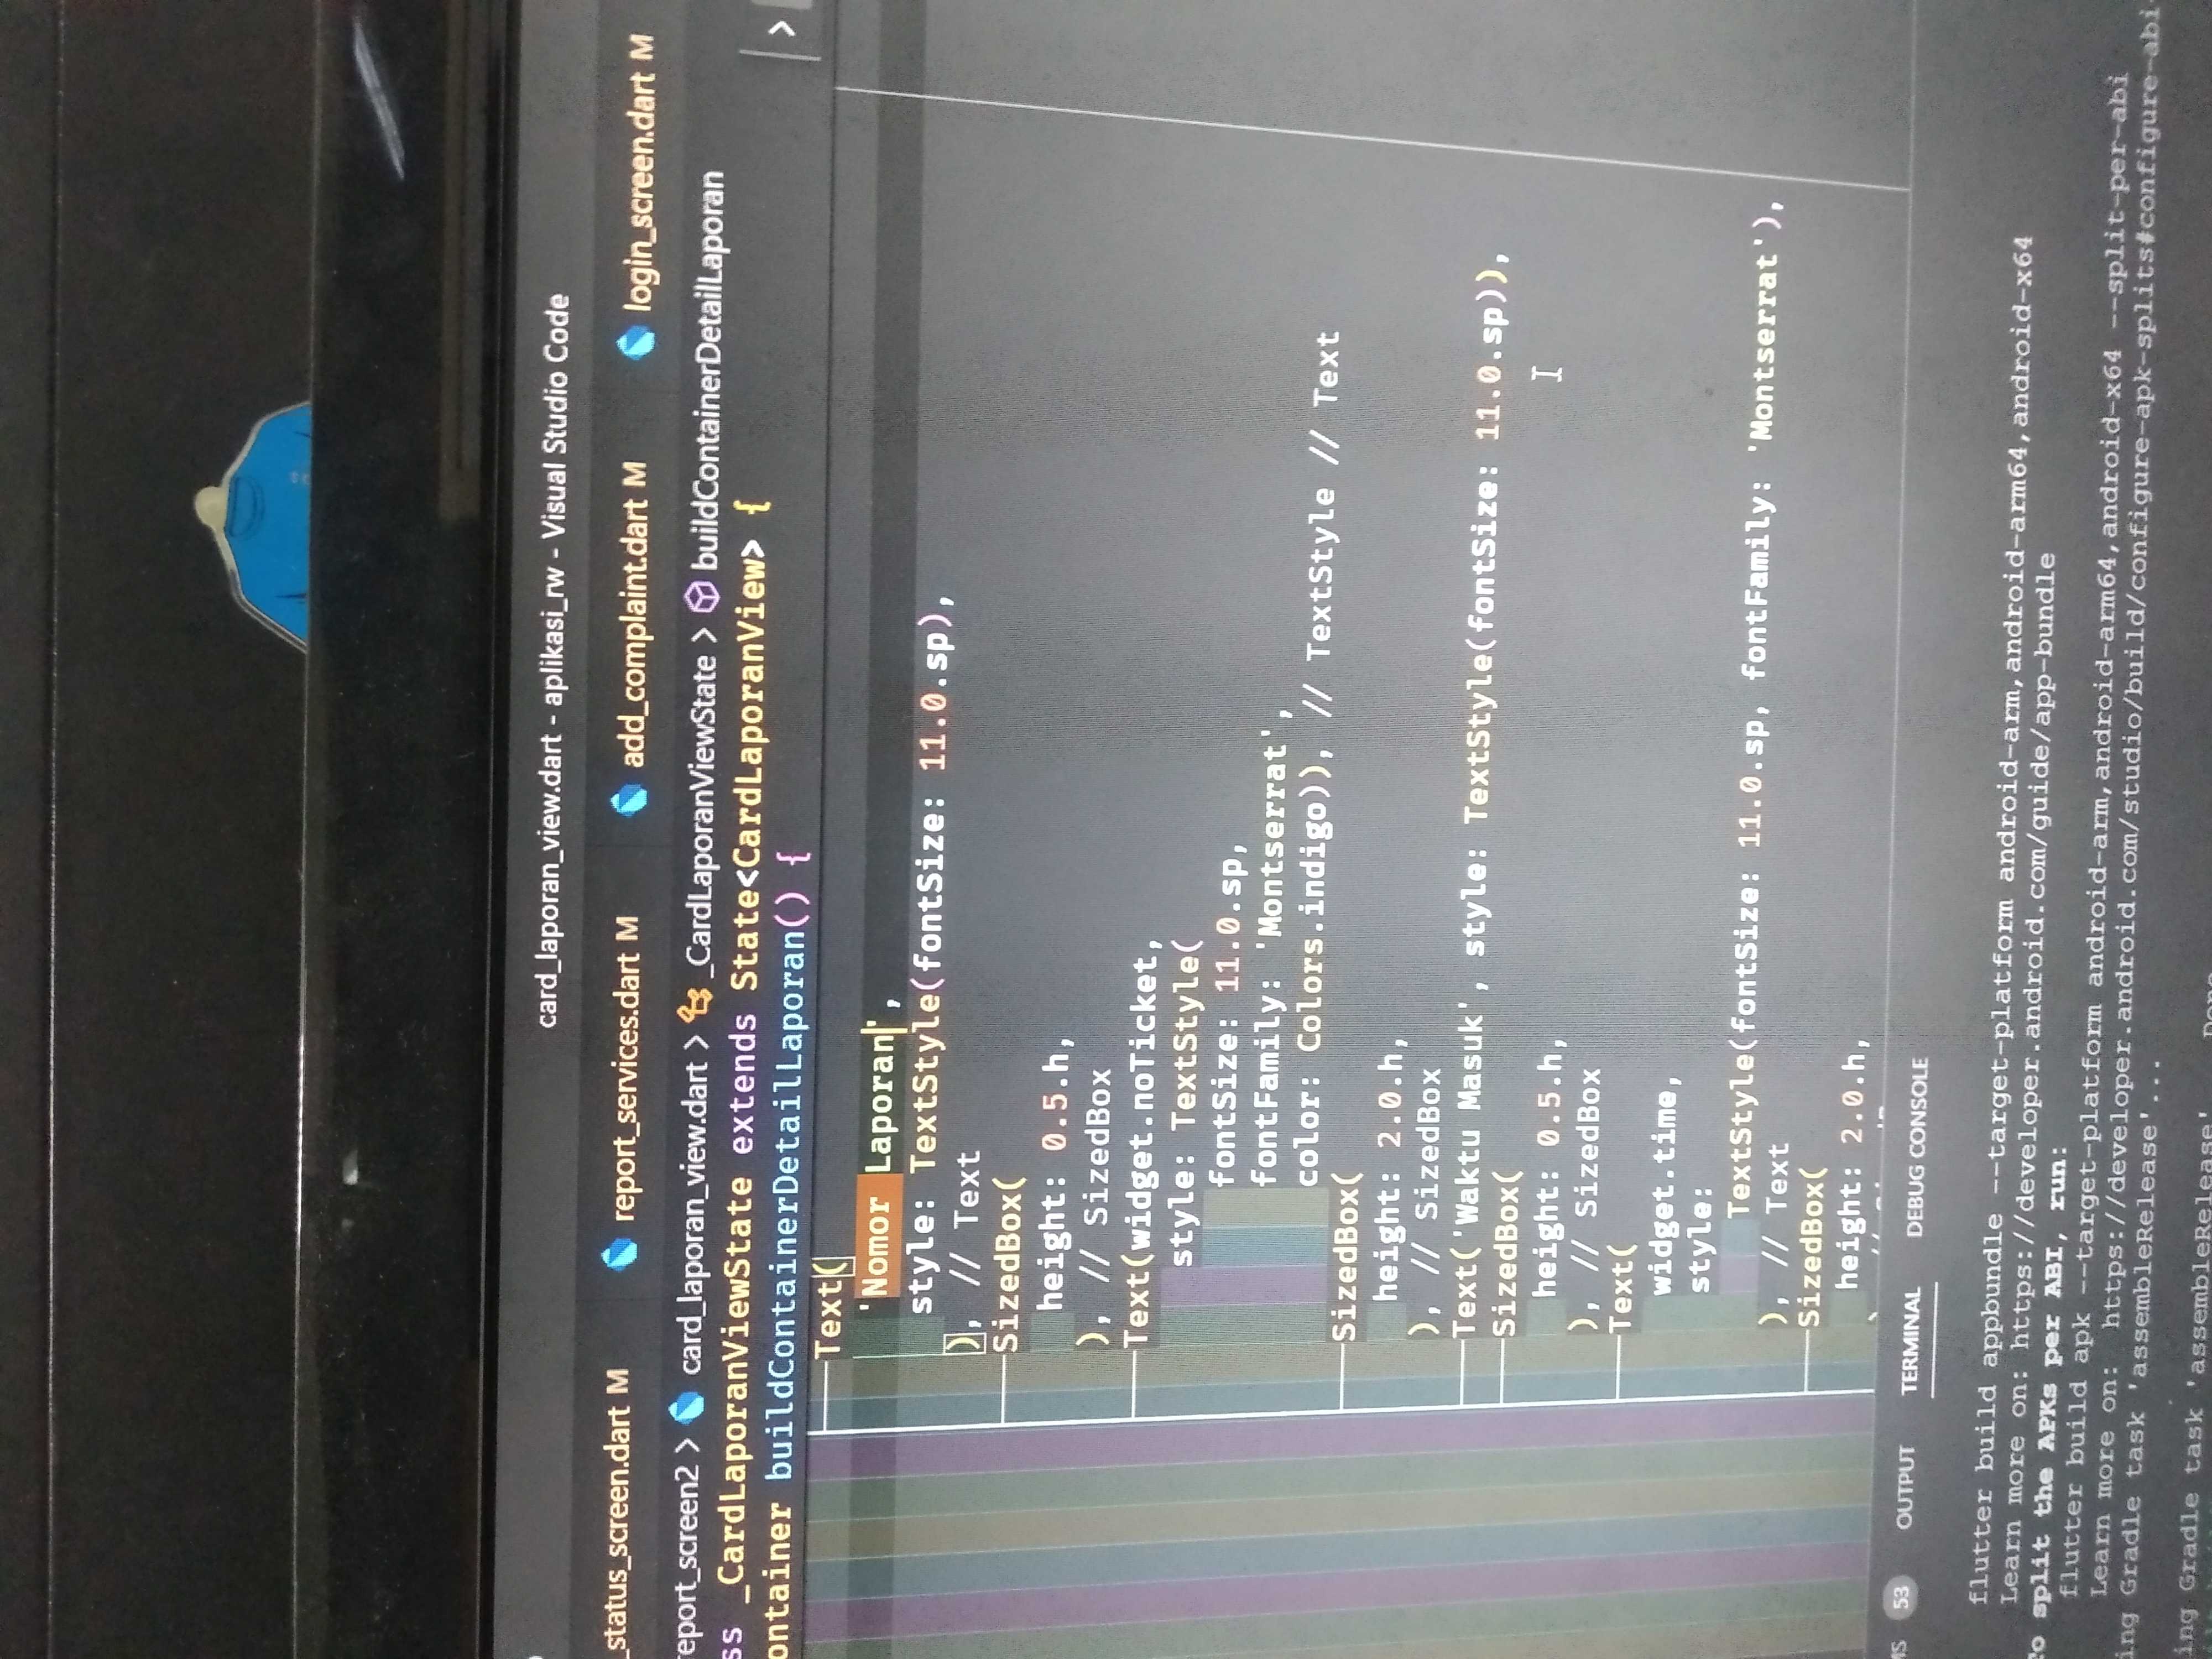 card_laporan_view.dart - aplikasi_rw - Visual Studio Code
_status_screen.dart M report_services.dart M add_complaint.dart M login_screen.dart M
report_screen2 > card_laporan_view.dart > _CardLaporanViewState > buildContainerDetailLaporan
ss _CardLaporanViewState extends State<CardLaporanView> {
ontainer buildContainerDetailLaporan() {
Text(
'Nomor Laporan',
style: TextStyle(fontSize: 11.0.sp),
), // Text
SizedBox(
height: 0.5.h,
), // SizedBox
Text(widget.noTicket,
style: TextStyle(
fontSize: 11.0.sp,
fontFamily: 'Montserrat',
color: Colors.indigo)), // TextStyle // Text
SizedBox(
height: 2.0.h,
), // SizedBox
Text('Waktu Masuk', style: TextStyle(fontSize: 11.0.sp)),
SizedBox(
height: 0.5.h,
), // SizedBox
Text(
widget.time,
style:
TextStyle(fontSize: 11.0.sp, fontFamily: 'Montserrat'),
), // Text
SizedBox(
height: 2.0.h,
MS 53 OUTPUT TERMINAL DEBUG CONSOLE
flutter build appbundle --target-platform android-arm,android-arm64,android-x64
Learn more on: https://developer.android.com/guide/app-bundle
To split the APKs per ABI, run:
flutter build apk --target-platform android-arm,android-arm64,android-x64 --split-per-abi
Learn more on: https://developer.android.com/studio/build/configure-apk-splits#configure-abi-
ing Gradle task 'assembleRelease'...
ing Gradle task 'assembleRelease' Done